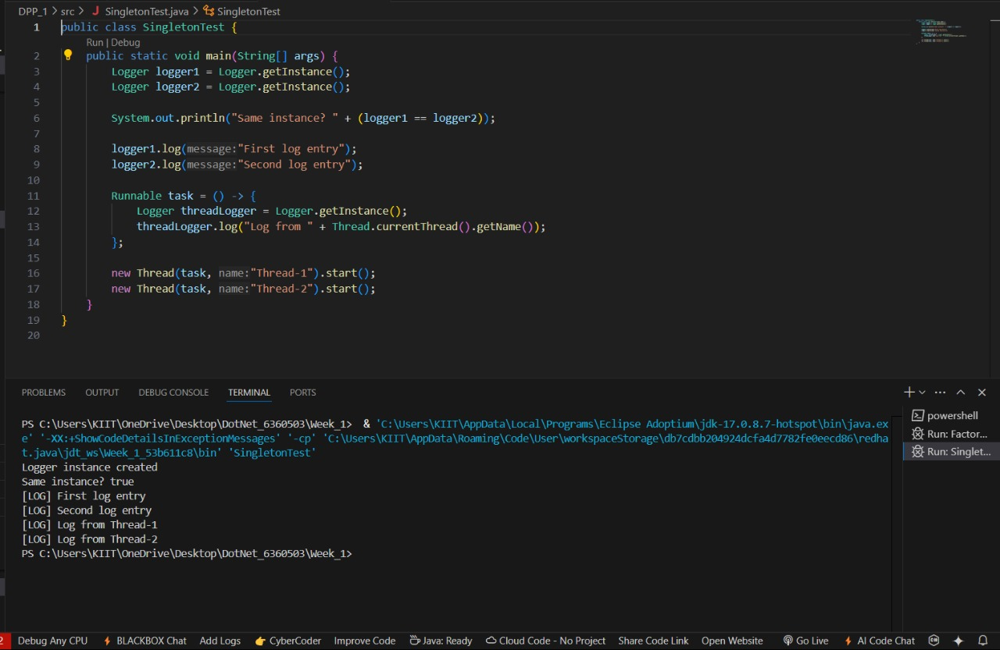 DPP_1 > src > J SingletonTest.java > SingletonTest
1 public class SingletonTest {
Run | Debug
2 public static void main(String[] args) {
3 Logger logger1 = Logger.getInstance();
4 Logger logger2 = Logger.getInstance();
5
6 System.out.println("Same instance? " + (logger1 == logger2));
7
8 logger1.log(message:"First log entry");
9 logger2.log(message:"Second log entry");
10
11 Runnable task = () -> {
12 Logger threadLogger = Logger.getInstance();
13 threadLogger.log("Log from " + Thread.currentThread().getName());
14 };
15
16 new Thread(task, name:"Thread-1").start();
17 new Thread(task, name:"Thread-2").start();
18 }
19 }
20
PROBLEMS OUTPUT DEBUG CONSOLE TERMINAL PORTS
PS C:\Users\KIIT\OneDrive\Desktop\DotNet_6360503\Week_1> & 'C:\Users\KIIT\AppData\Local\Programs\Eclipse Adoptium\jdk-17.0.8.7-hotspot\bin\java.ex
e' '-XX:+ShowCodeDetailsInExceptionMessages' '-cp' 'C:\Users\KIIT\AppData\Roaming\Code\User\workspaceStorage\db7cdbb204924dcfa4d7782fe0eecd86\redha
t.java\jdt_ws\Week_1_53b611c8\bin' 'SingletonTest'
Logger instance created
Same instance? true
[LOG] First log entry
[LOG] Second log entry
[LOG] Log from Thread-1
[LOG] Log from Thread-2
PS C:\Users\KIIT\OneDrive\Desktop\DotNet_6360503\Week_1>
powershell
Run: Factor...
Run: Singlet...
2 Debug Any CPU BLACKBOX Chat Add Logs CyberCoder Improve Code Java: Ready Cloud Code - No Project Share Code Link Open Website Go Live AI Code Chat